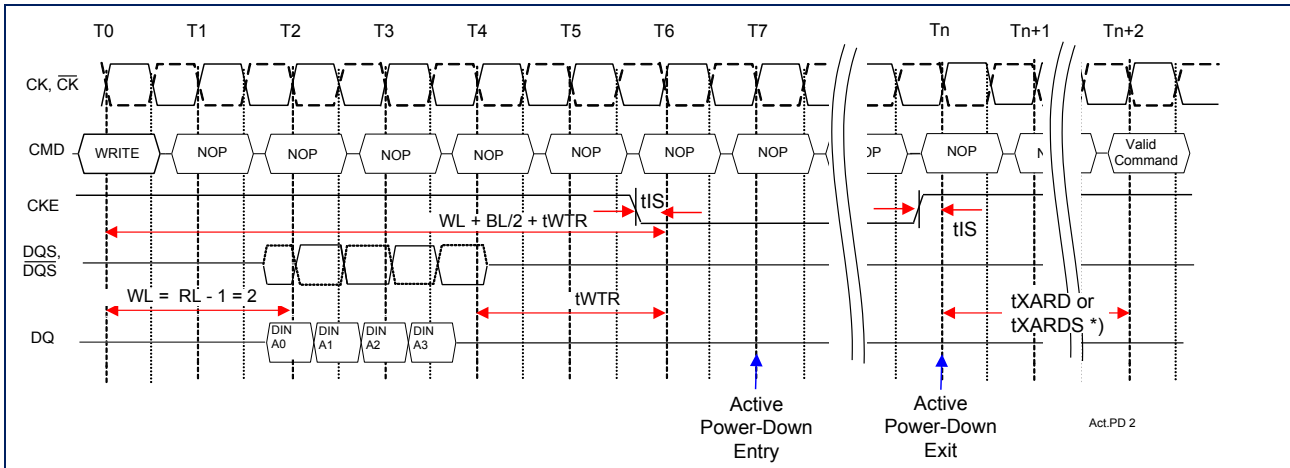 T0 T1 T2 T3 T4 T5 T6 T7 Tn Tn+1 Tn+2
CK, CK
CMD WRITE NOP NOP NOP NOP NOP NOP NOP NOP Valid
Command
CKE tIS
WL + BL/2 + tWTR
tIS
DQS,
DQS
WL = RL - 1 = 2
tWTR
tXARD or
tXARDS *)
DQ
DIN A0 DIN A1 DIN A2 DIN A3
Active
Power-Down
Entry
Active
Power-Down
Exit
Act.PD 2